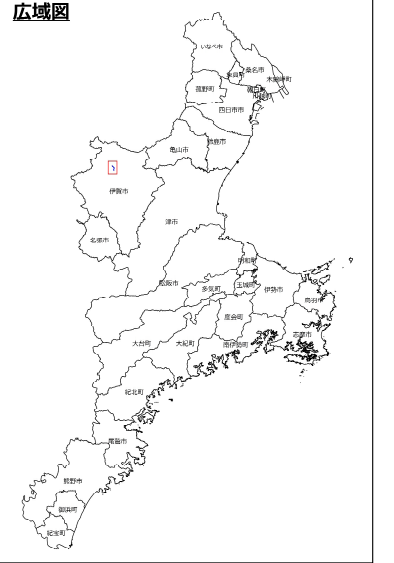 広域図
いなべ市
東員町
桑名市
木曽岬町
菰野町
朝日町
川越町
四日市市
亀山市
鈴鹿市
伊賀市
津市
名張市
明和町
松阪市
多気町
玉城町
伊勢市
鳥羽市
度会町
志摩市
大台町
大紀町
南伊勢町
紀北町
尾鷲市
熊野市
御浜町
紀宝町